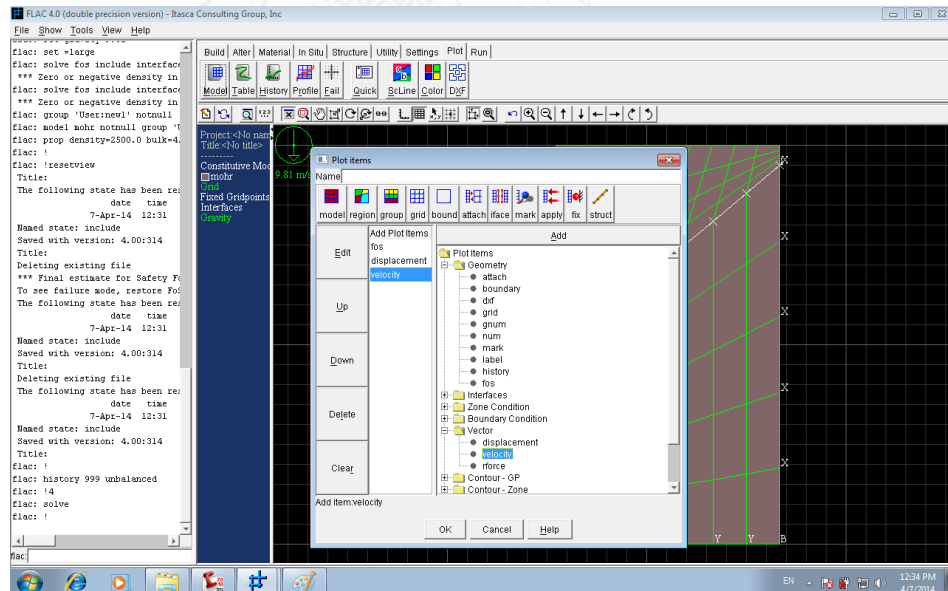 FLAC 4.0 (double precision version) - Itasca Consulting Group, Inc
File Show Tools View Help
flac: set =large
flac: solve fos include interface
*** Zero or negative density in
flac: solve fos include interface
*** Zero or negative density in
flac: group 'User:new1' notnull
flac: model mohr notnull group 'U
flac: prop density=2500.0 bulk=4.
flac: !
flac: !resetview
Title:
The following state has been res
date time
7-Apr-14 12:31
Named state: include
Saved with version: 4.00:314
Title:
Deleting existing file
*** Final estimate for Safety Fa
To see failure mode, restore FoS
The following state has been res
date time
7-Apr-14 12:31
Named state: include
Saved with version: 4.00:314
Title:
Deleting existing file
The following state has been res
date time
7-Apr-14 12:31
Named state: include
Saved with version: 4.00:314
Title:
flac: !
flac: history 999 unbalanced
flac: !4
flac: solve
flac: !
flac:
Build Alter Material In Situ Structure Utility Settings Plot Run
Model Table History Profile Fail Quick ScLine Color DXF
Project:<No nam
Title:<No title>
----------
Constitutive Mod
mohr
Grid
Fixed Gridpoints
Interfaces
Gravity
9.81 m/s
Plot items
Name
model region group grid bound attach iface mark apply fix struct
Edit
Up
Down
Delete
Clear
Add Plot Items
fos
displacement
velocity
Add
Plot Items
Geometry
attach
boundary
dxf
grid
gnum
num
mark
label
history
fos
Interfaces
Zone Condition
Boundary Condition
Vector
displacement
velocity
rforce
Contour - GP
Contour - Zone
Add item:velocity
OK Cancel Help
X
X
X
X
X
Y Y B
EN
12:34 PM
4/7/2014